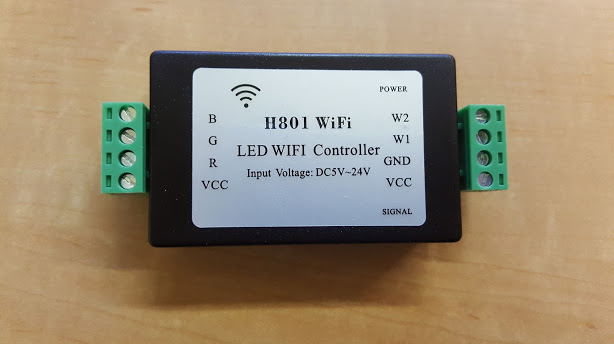 POWER
B
G
R
VCC
H801 WiFi
LED WIFI Controller
Input Voltage: DC5V~24V
W2
W1
GND
VCC
SIGNAL